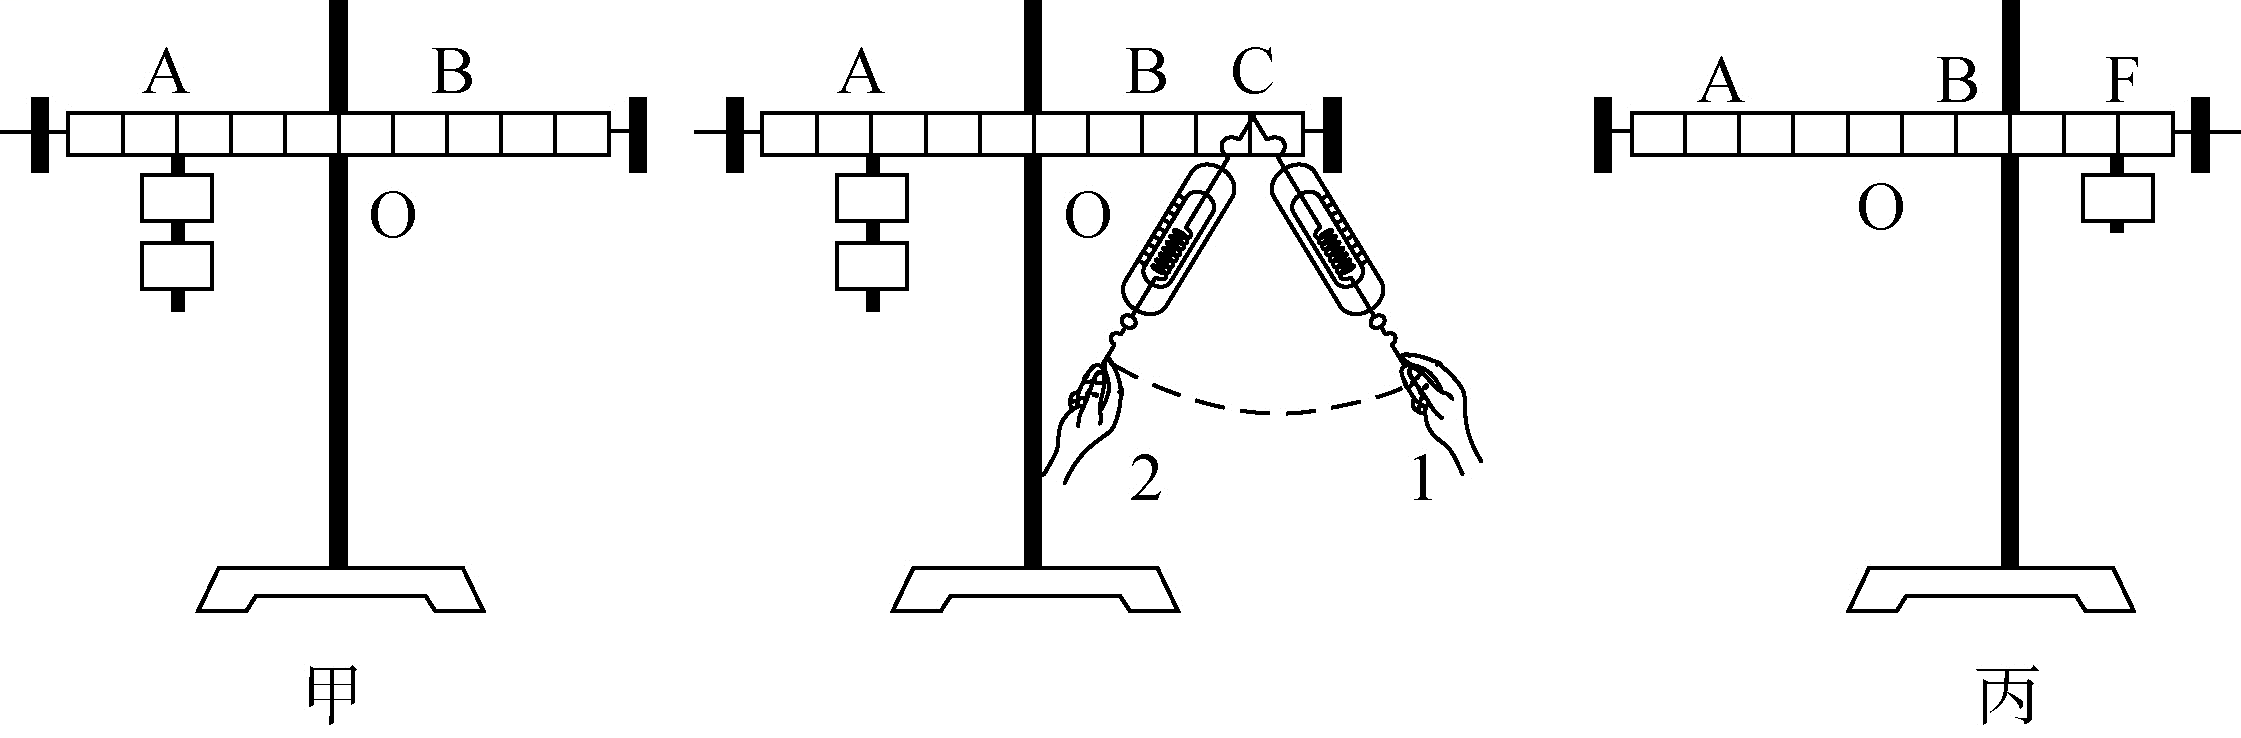 A B A B C A B F
O O O
2 1
甲 丙